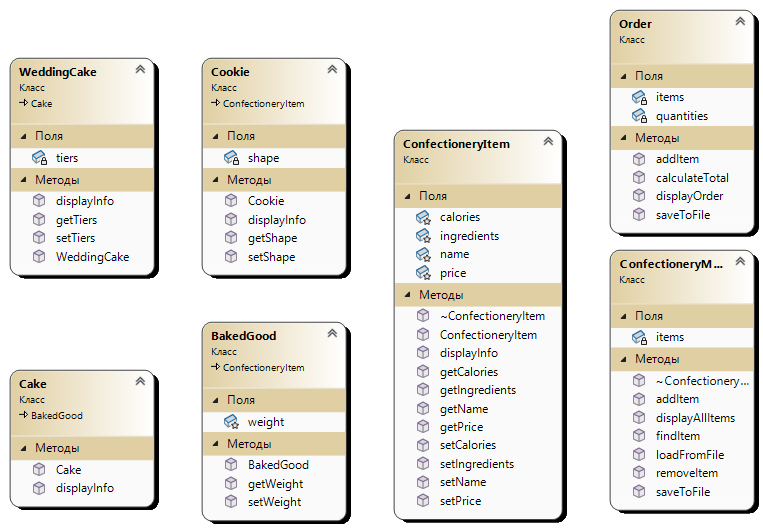 WeddingCake
Класс
Cake
Поля
tiers
Методы
displayInfo
getTiers
setTiers
WeddingCake
Cake
Класс
BakedGood
Методы
Cake
displayInfo
Cookie
Класс
ConfectioneryItem
Поля
shape
Методы
Cookie
displayInfo
getShape
setShape
BakedGood
Класс
ConfectioneryItem
Поля
weight
Методы
BakedGood
getWeight
setWeight
ConfectioneryItem
Класс
Поля
calories
ingredients
name
price
Методы
~ConfectioneryItem
ConfectioneryItem
displayInfo
getCalories
getIngredients
getName
getPrice
setCalories
setIngredients
setName
setPrice
Order
Класс
Поля
items
quantities
Методы
addItem
calculateTotal
displayOrder
saveToFile
ConfectioneryM...
Класс
Поля
items
Методы
~Confectionery...
addItem
displayAllItems
findItem
loadFromFile
removeItem
saveToFile